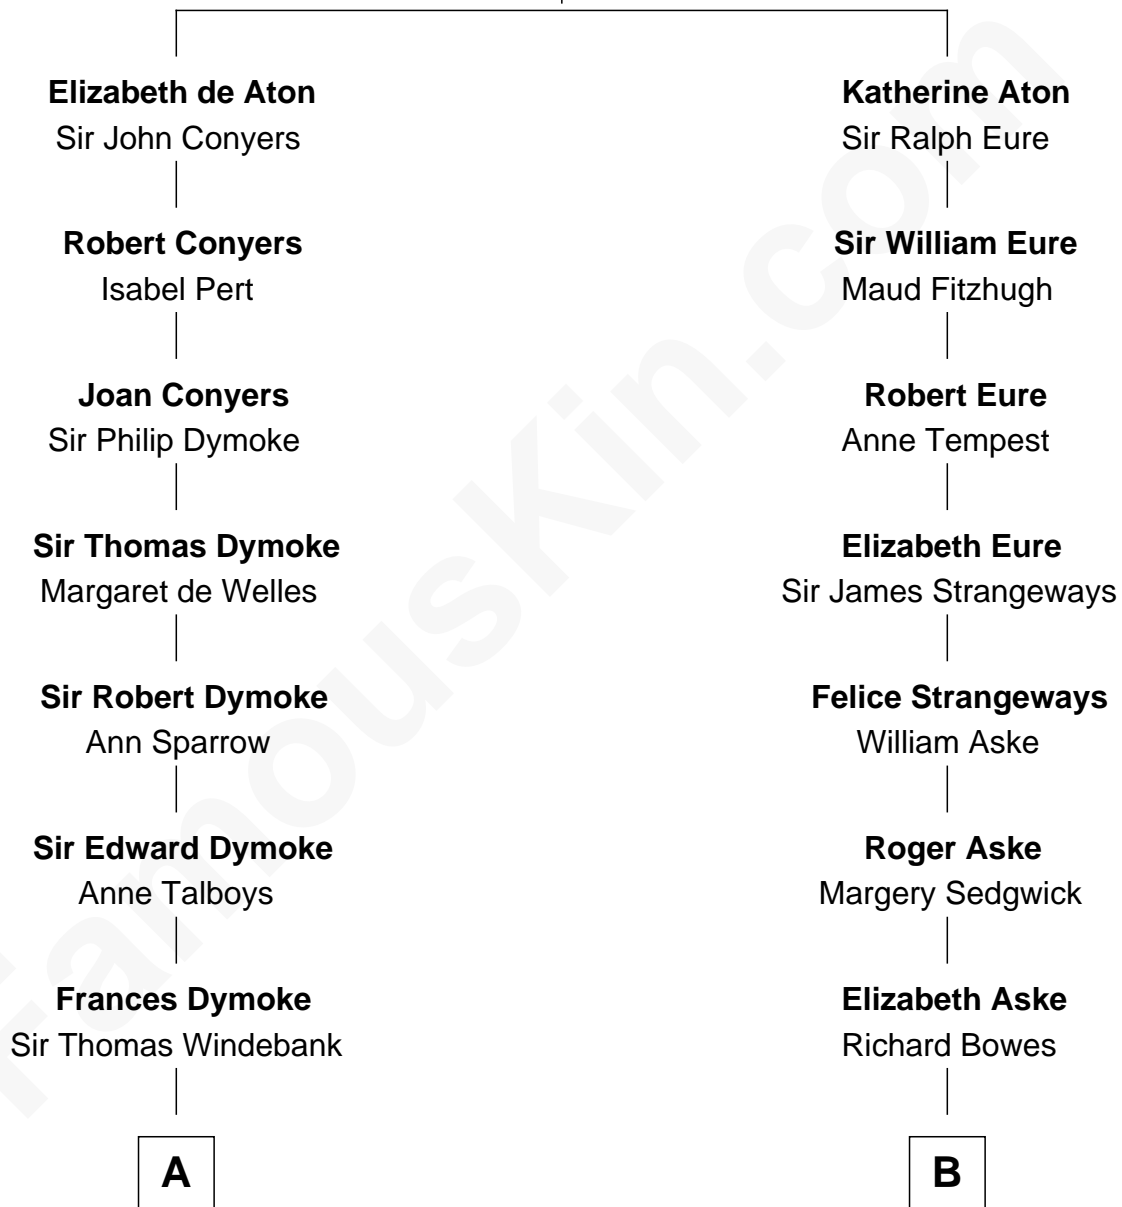 Elizabeth de Aton
Sir John Conyers
Robert Conyers
Isabel Pert
Joan Conyers
Sir Philip Dymoke
Sir Thomas Dymoke
Margaret de Welles
Sir Robert Dymoke
Ann Sparrow
Sir Edward Dymoke
Anne Talboys
Frances Dymoke
Sir Thomas Windebank
A
Katherine Aton
Sir Ralph Eure
Sir William Eure
Maud Fitzhugh
Robert Eure
Anne Tempest
Elizabeth Eure
Sir James Strangeways
Felice Strangeways
William Aske
Roger Aske
Margery Sedgwick
Elizabeth Aske
Richard Bowes
B
FamousKin.com